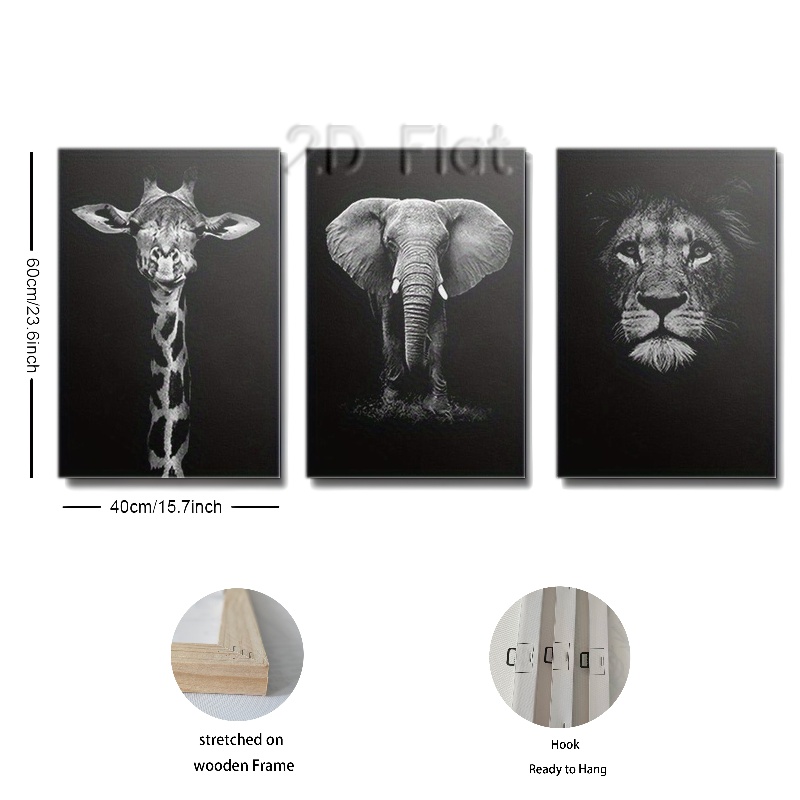 2D Flat
60cm/23.6inch
40cm/15.7inch
stretched on
wooden Frame
Hook
Ready to Hang